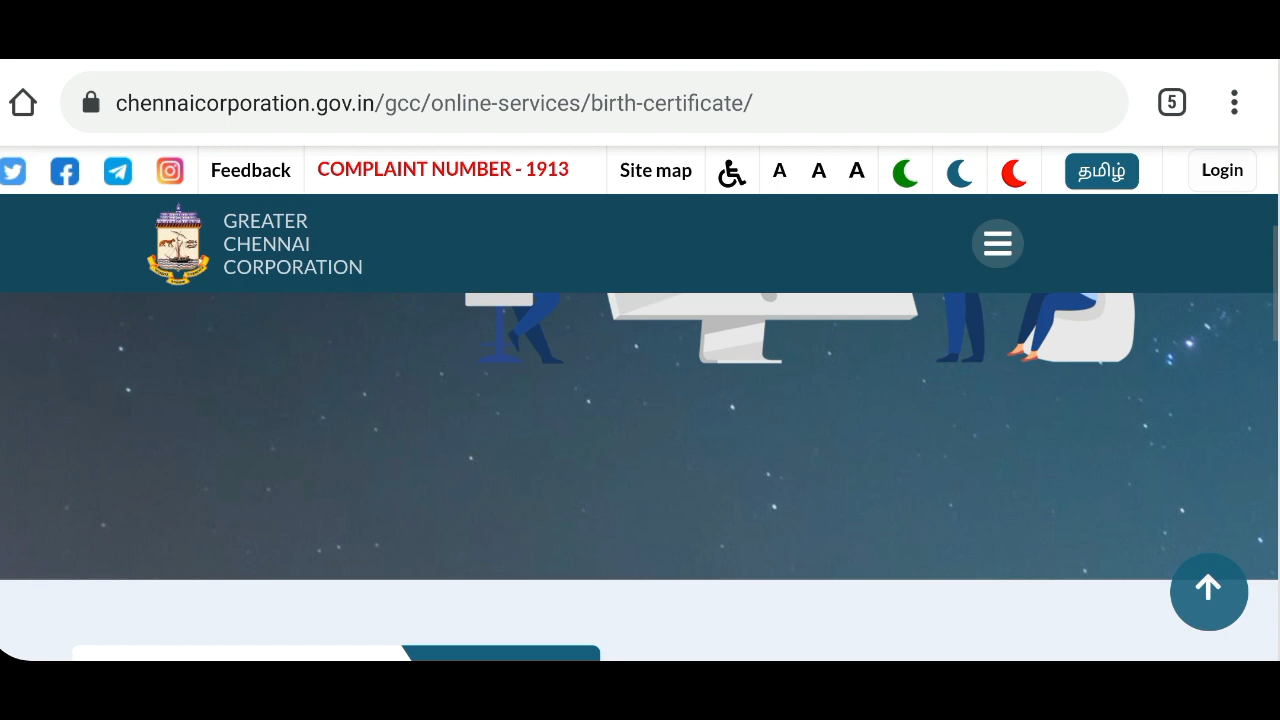 chennaicorporation.gov.in/gcc/online-services/birth-certificate/
5
Feedback
COMPLAINT NUMBER - 1913
Site map
A A A
தமிழ்
Login
GREATER
CHENNAI
CORPORATION